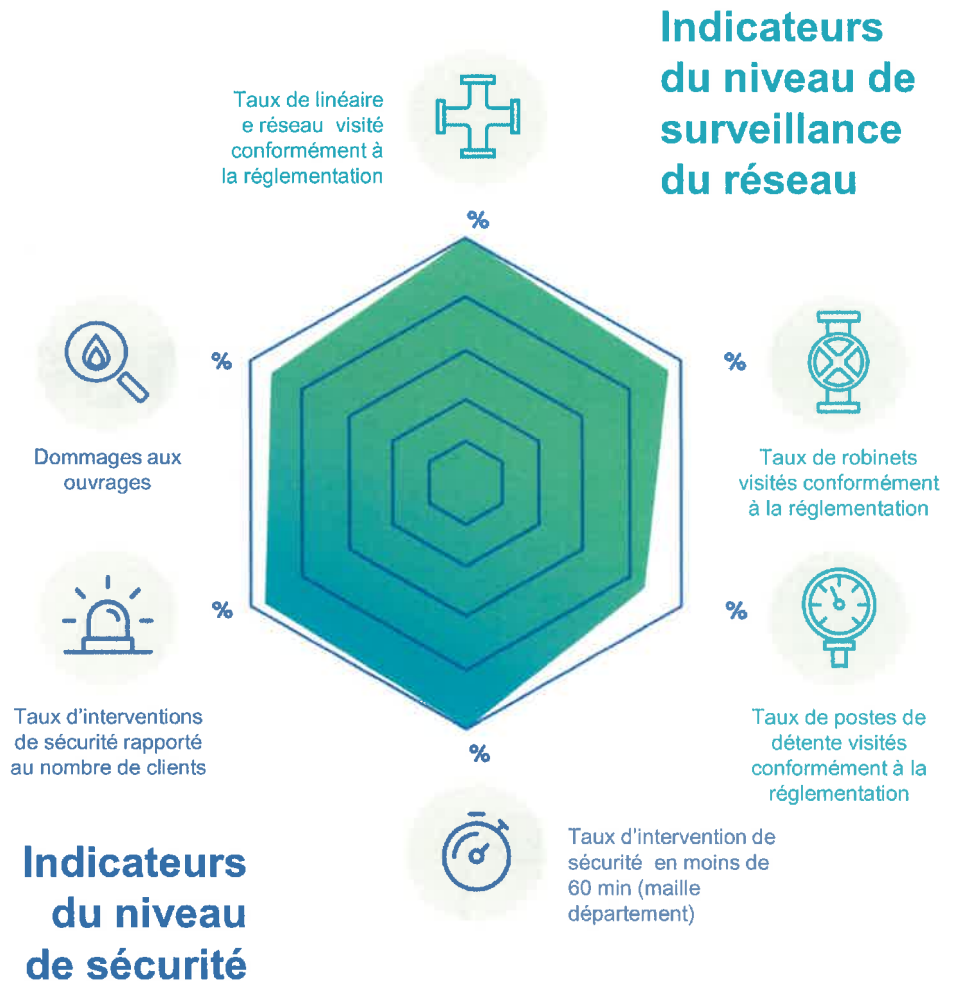 Indicateurs
du niveau de
surveillance
du réseau
Taux de linéaire
e réseau visité
conformément à
la réglementation
%
%
Dommages aux
ouvrages
%
Taux de robinets
visités conformément
à la réglementation
%
Taux d'interventions
de sécurité rapporté
au nombre de clients
%
Taux de postes de
détente visités
conformément à la
réglementation
%
Taux d'intervention de
sécurité en moins de
60 min (maille
département)
Indicateurs
du niveau
de sécurité